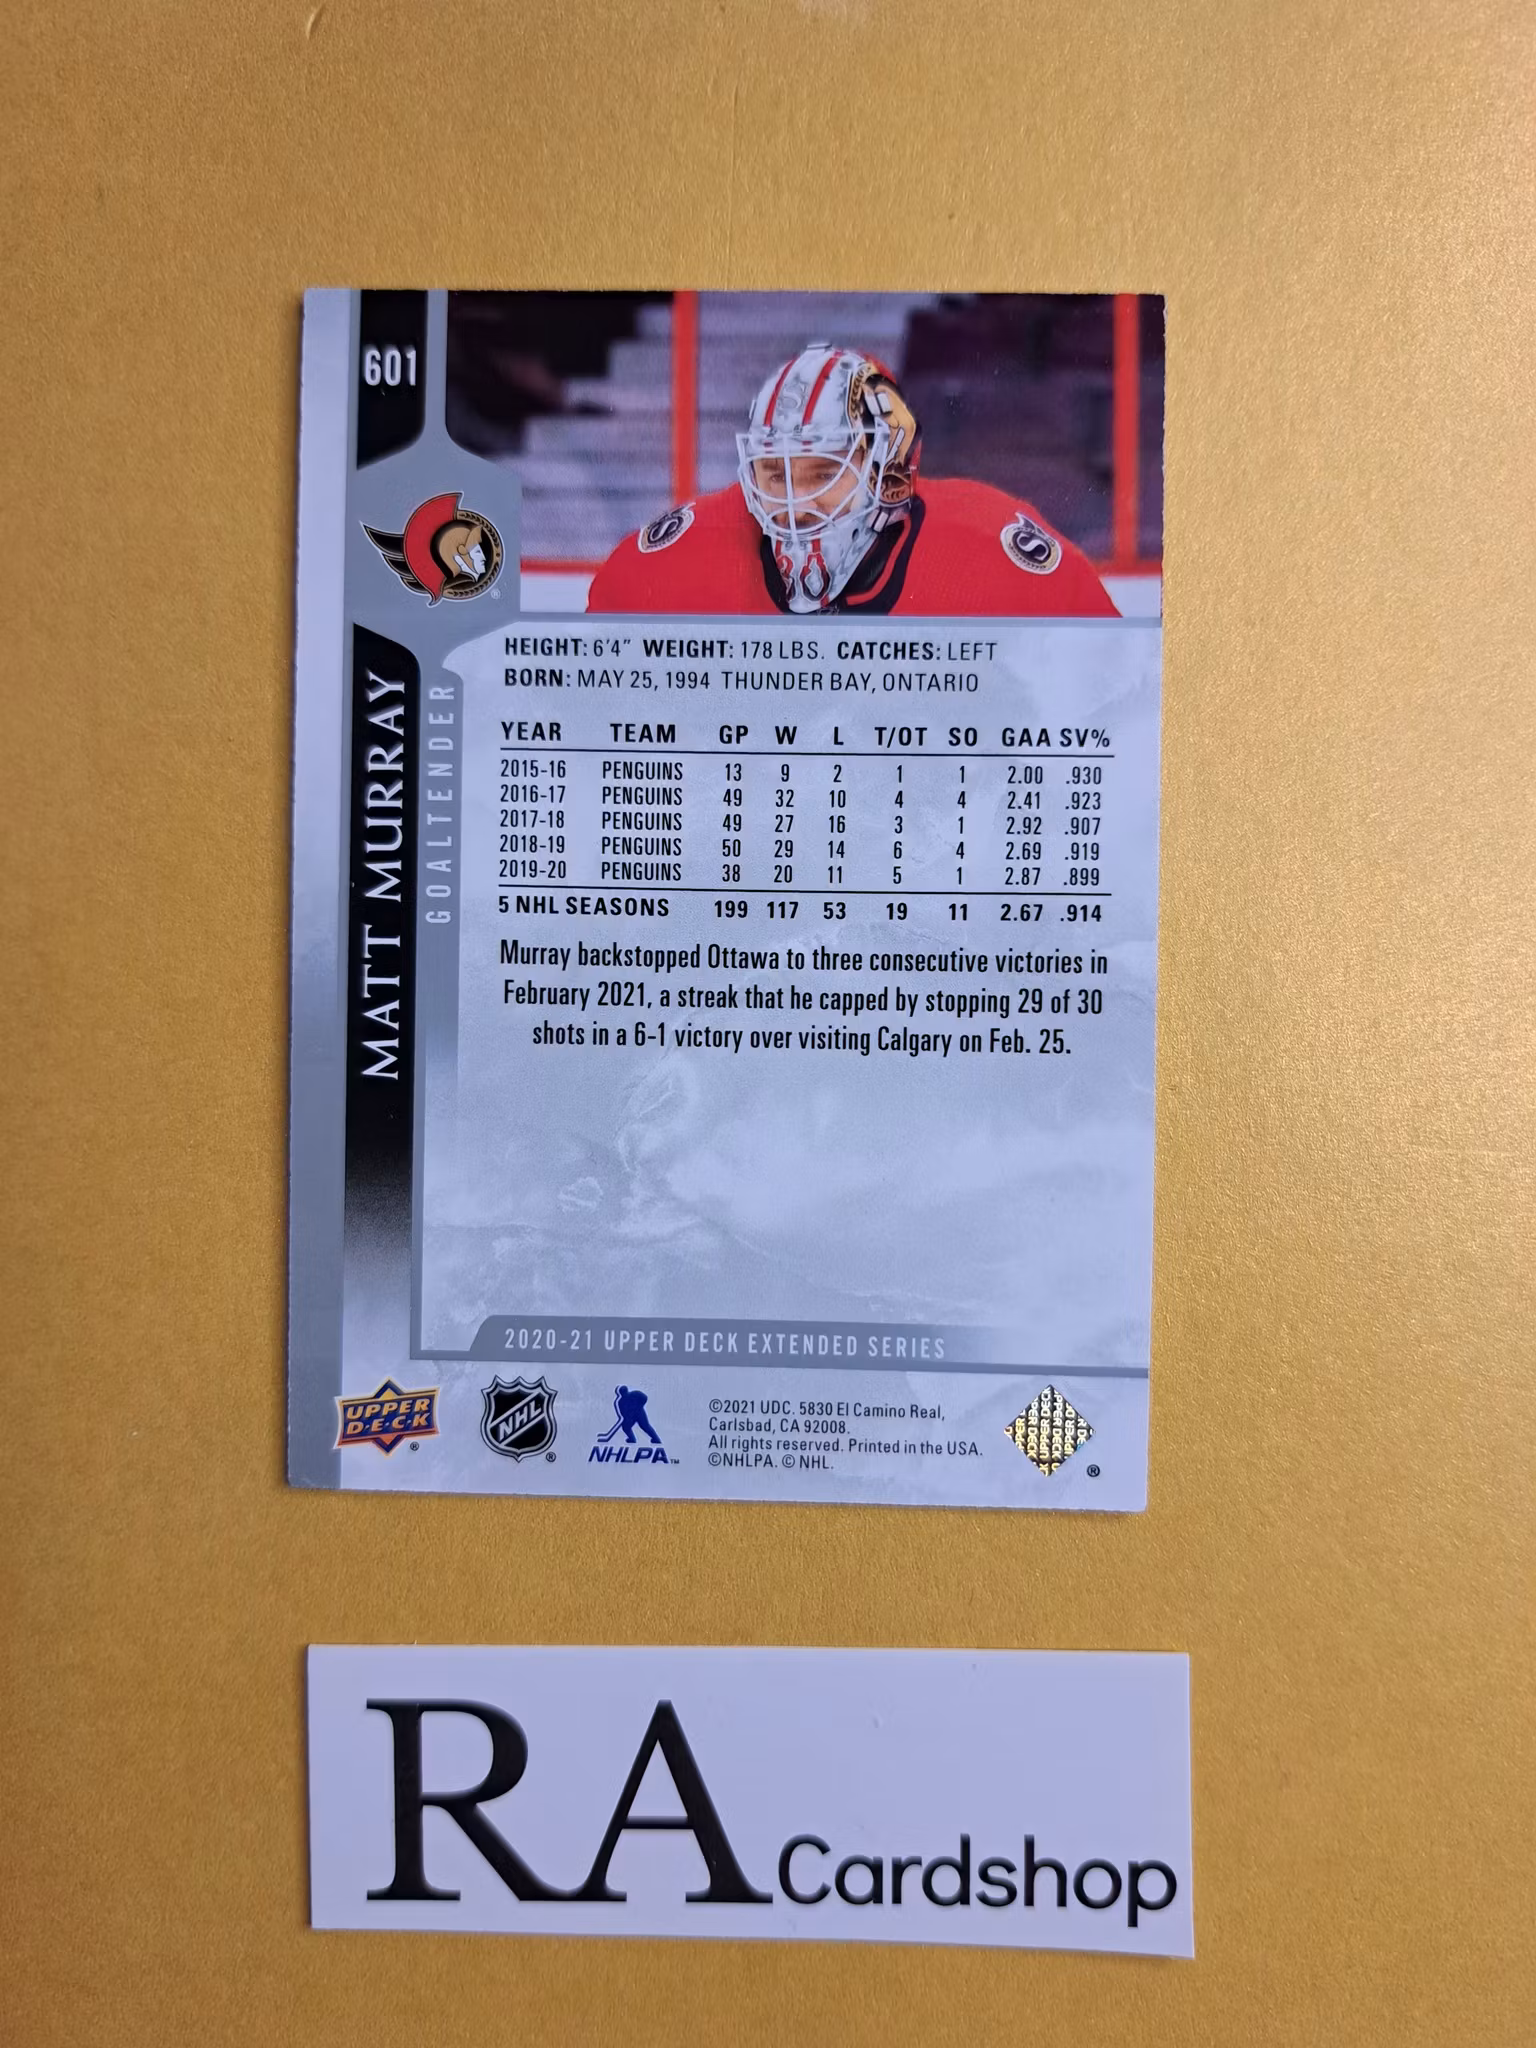 601
MATT MURRAY
GOALTENDER
HEIGHT: 6'4" WEIGHT: 178 LBS. CATCHES: LEFT
BORN: MAY 25, 1994 THUNDER BAY, ONTARIO
YEAR TEAM GP W L T/OT SO GAA SV%
2015-16 PENGUINS 13 9 2 1 1 2.00 .930
2016-17 PENGUINS 49 32 10 4 4 2.41 .923
2017-18 PENGUINS 49 27 16 3 1 2.92 .907
2018-19 PENGUINS 50 29 14 6 4 2.69 .919
2019-20 PENGUINS 38 20 11 5 1 2.87 .899
5 NHL SEASONS 199 117 53 19 11 2.67 .914
Murray backstopped Ottawa to three consecutive victories in
February 2021, a streak that he capped by stopping 29 of 30
shots in a 6-1 victory over visiting Calgary on Feb. 25.
2020-21 UPPER DECK EXTENDED SERIES
UPPER
D·E·C·K
®
NHL
®
NHLPA™
©2021 UDC. 5830 El Camino Real,
Carlsbad, CA 92008.
All rights reserved. Printed in the USA.
©NHLPA. © NHL.
®
RA Cardshop